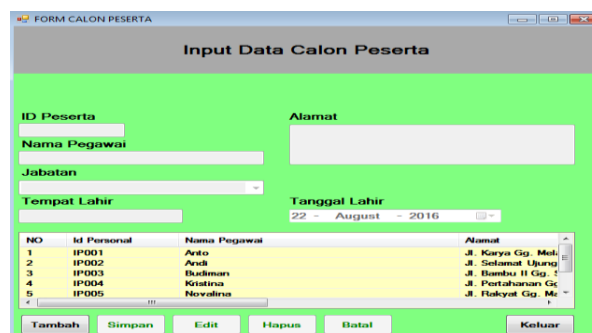 FORM CALON PESERTA
Input Data Calon Peserta
ID Peserta
Alamat
Nama Pegawai
Jabatan
Tempat Lahir
Tanggal Lahir
22 - August - 2016
NO Id Personal Nama Pegawai Alamat
1 IP001 Anto Jl. Karya Gg.
2 IP002 Andi Jl. Selamat Ujung
3 IP003 Budiman Jl. Bambu II Gg.
4 IP004 Kristina Jl. Pertahanan
5 IP005 Novalina Jl. Rakyat Gg.
Tambah Simpan Edit Hapus Batal Keluar